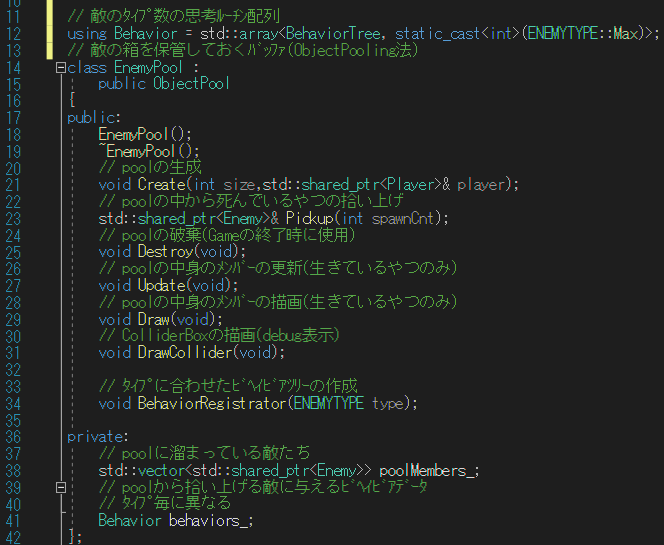 11 // 敵のﾀｲﾌﾟ数の思考ﾙｰﾁﾝ配列
12 using Behavior = std::array<BehaviorTree, static_cast<int>(ENEMYTYPE::Max)>;
13 // 敵の箱を保管しておくﾊﾞｯﾌｧ(ObjectPooling法)
14 class EnemyPool :
15 public ObjectPool
16 {
17 public:
18 EnemyPool();
19 ~EnemyPool();
20 // poolの生成
21 void Create(int size,std::shared_ptr<Player>& player);
22 // poolの中から死んでいるやつの拾い上げ
23 std::shared_ptr<Enemy>& Pickup(int spawnCnt);
24 // poolの破棄(Gameの終了時に使用)
25 void Destroy(void);
26 // poolの中身のﾒﾝﾊﾞｰの更新(生きているやつのみ)
27 void Update(void);
28 // poolの中身のﾒﾝﾊﾞｰの描画(生きているやつのみ)
29 void Draw(void);
30 // ColliderBoxの描画(debug表示)
31 void DrawCollider(void);
32
33 // ﾀｲﾌﾟに合わせたﾋﾞﾍｲﾋﾞｱﾂﾘｰの作成
34 void BehaviorRegistrator(ENEMYTYPE type);
35
36 private:
37 // poolに溜まっている敵たち
38 std::vector<std::shared_ptr<Enemy>> poolMembers_;
39 // poolから拾い上げる敵に与えるﾋﾞﾍｲﾋﾞｱﾃﾞｰﾀ
40 // ﾀｲﾌﾟ毎に異なる
41 Behavior behaviors_;
42 };